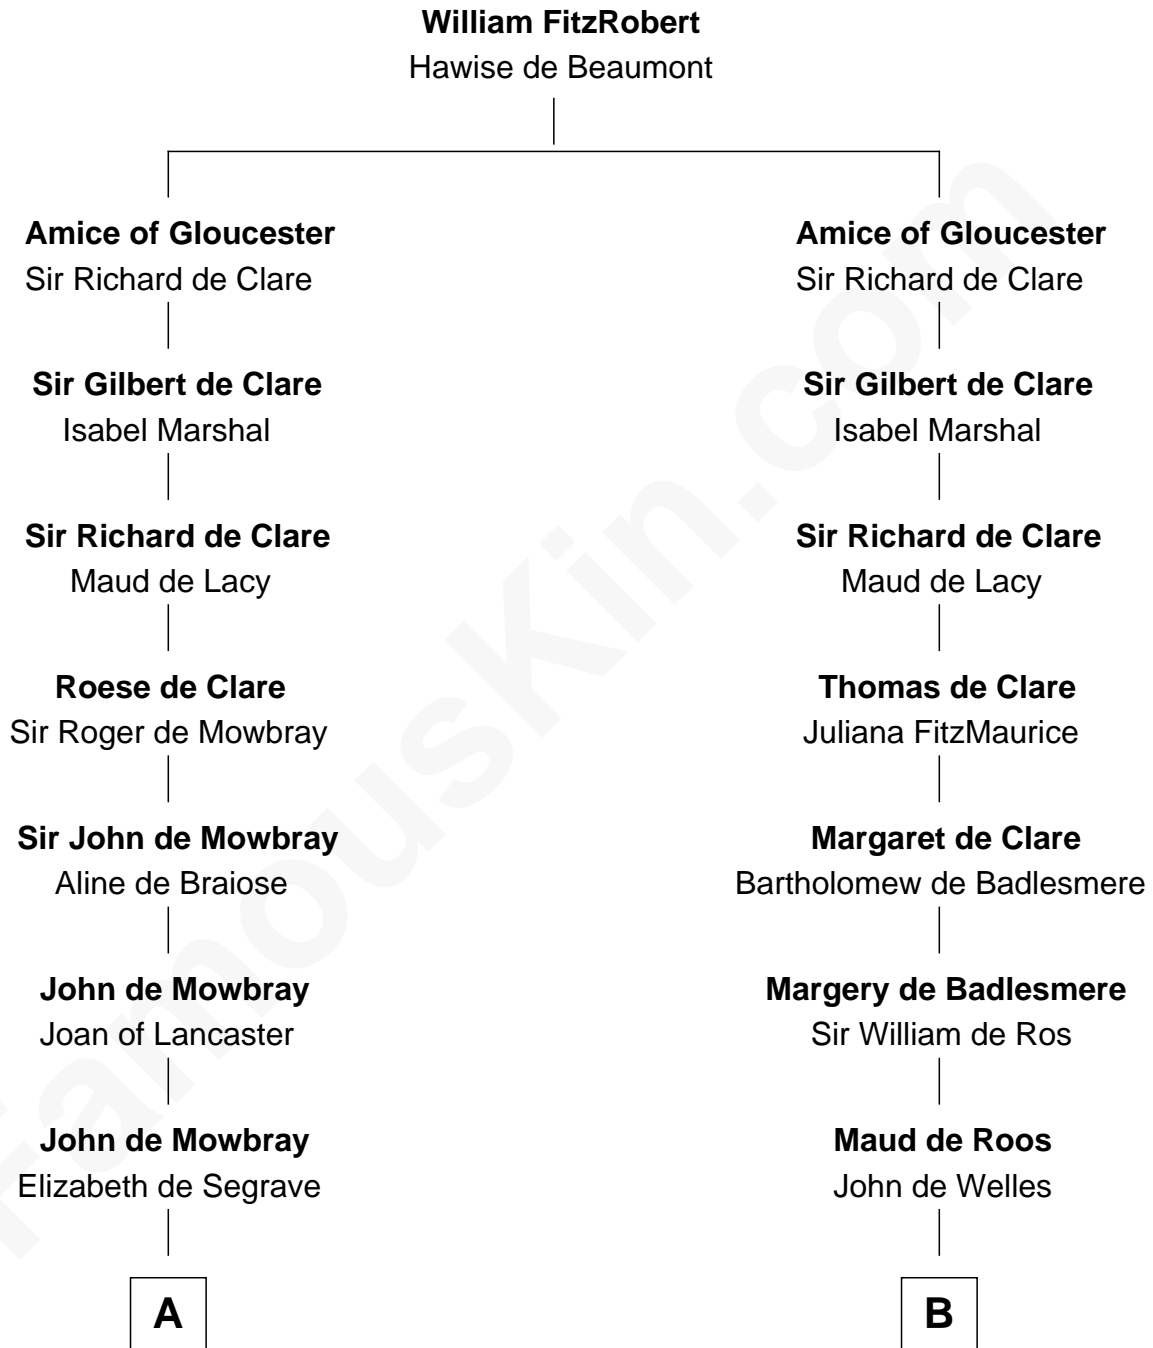 William FitzRobert
Hawise de Beaumont
Amice of Gloucester
Sir Richard de Clare
Amice of Gloucester
Sir Richard de Clare
Sir Gilbert de Clare
Isabel Marshal
Sir Gilbert de Clare
Isabel Marshal
Sir Richard de Clare
Maud de Lacy
Sir Richard de Clare
Maud de Lacy
Roese de Clare
Sir Roger de Mowbray
Thomas de Clare
Juliana FitzMaurice
Sir John de Mowbray
Aline de Braiose
Margaret de Clare
Bartholomew de Badlesmere
John de Mowbray
Joan of Lancaster
Margery de Badlesmere
Sir William de Ros
John de Mowbray
Elizabeth de Segrave
Maud de Roos
John de Welles
A
B
FamousKin.com